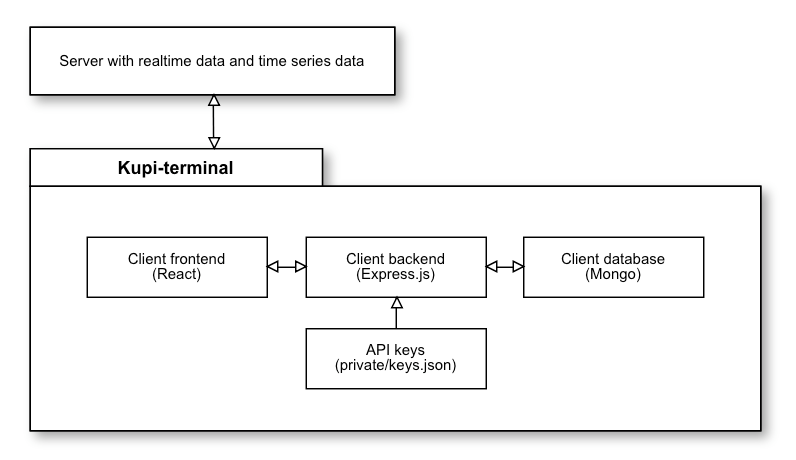 Server with realtime data and time series data
Kupi-terminal
Client frontend
(React)
Client backend
(Express.js)
Client database
(Mongo)
API keys
(private/keys.json)